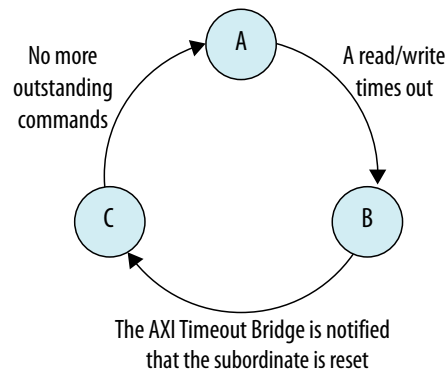 A
No more
outstanding
commands
A read/write
times out
C
B
The AXI Timeout Bridge is notified
that the subordinate is reset